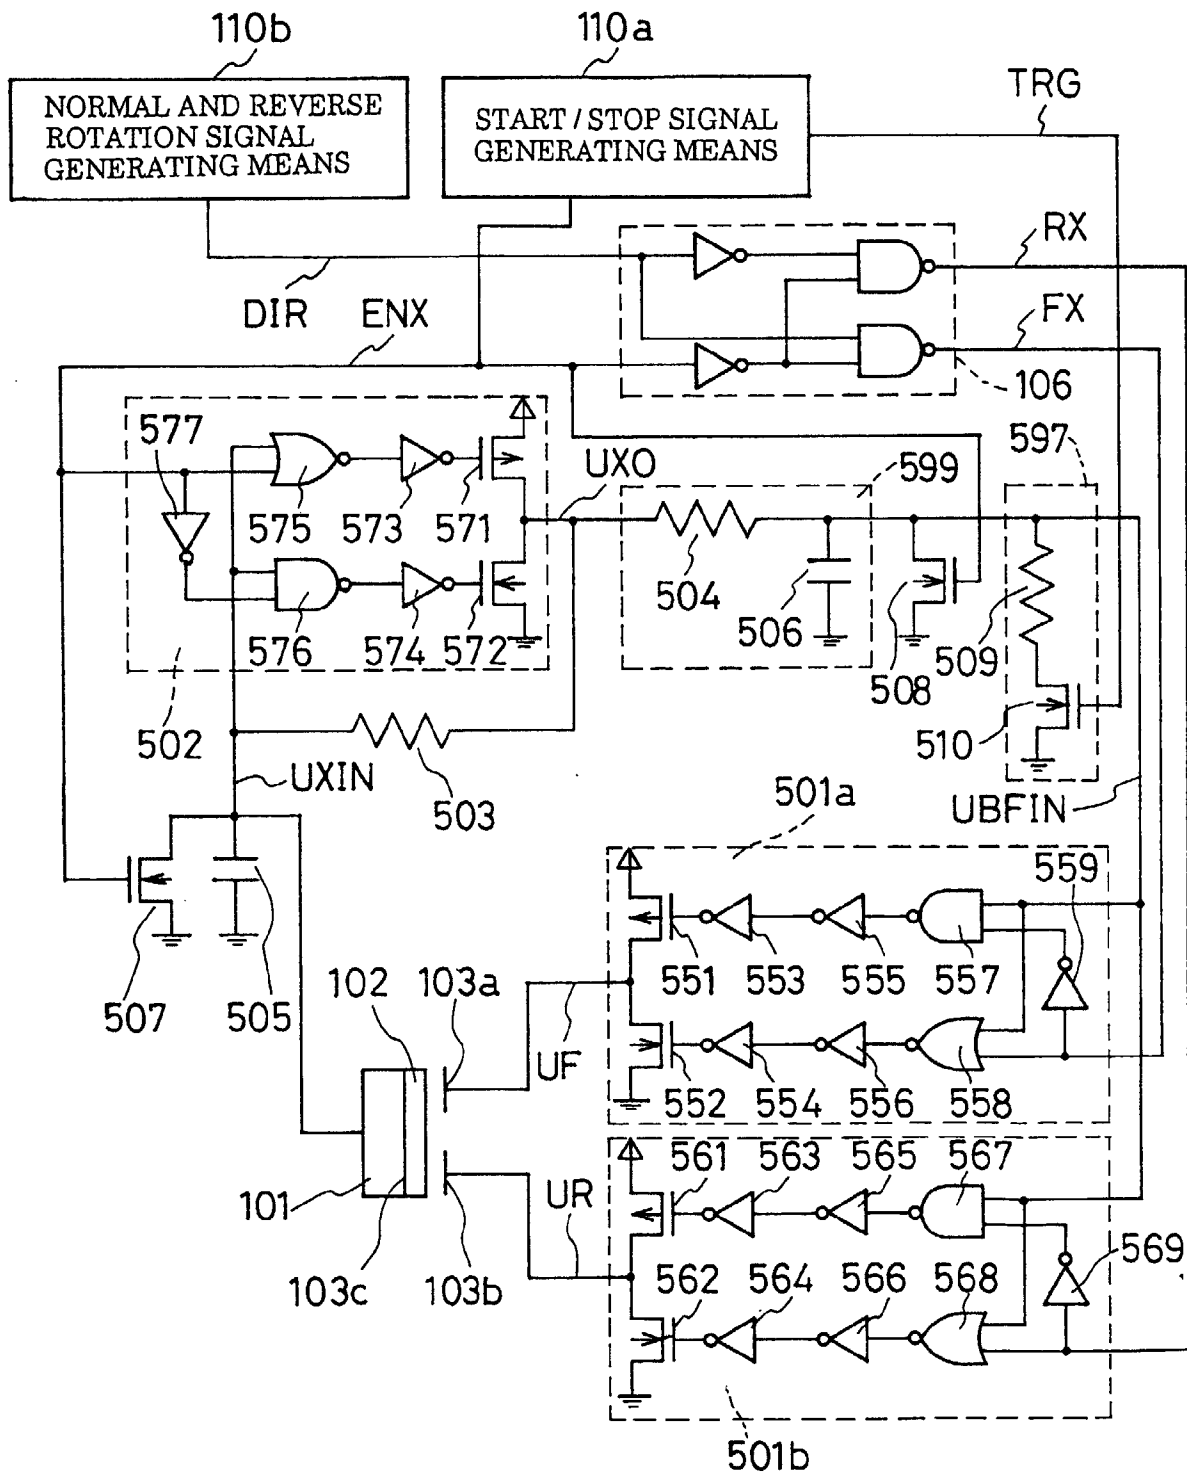 110b
110a
NORMAL AND REVERSE
ROTATION SIGNAL
GENERATING MEANS
START / STOP SIGNAL
GENERATING MEANS
TRG
RX
DIR
ENX
FX
106
577
575
573
571
UXO
599
597
576
574
572
504
506
508
509
510
502
503
UXIN
UBFIN
501a
559
507
505
102
103a
551
553
555
557
UF
552
554
556
558
101
103c
103b
UR
561
563
565
567
569
562
564
566
568
501b